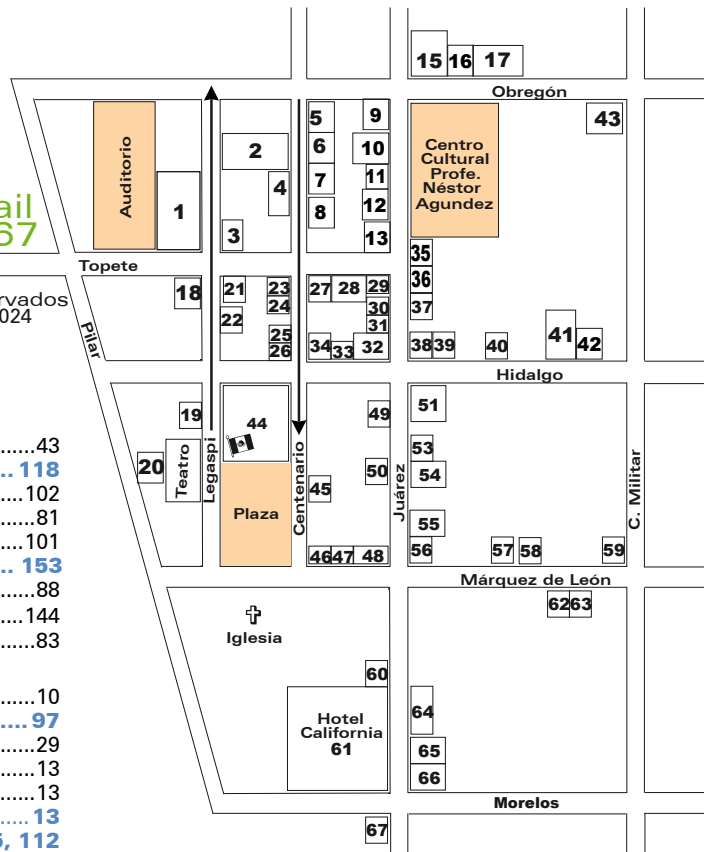 15 16 17
Obregón
5 9 43
Auditorio
2 6 10
Centro
Cultural
Profe.
Néstor
Agundez
4 7 11
1 8 12
3 13
ail
67
35
Topete
36
rvados
18 21 23 27 28 29
024
24 30 37
22 31
Pilar
25 34 33 32 38 39 40 41 42
26
Hidalgo
19 44 49 51
......43
... 118
20 Teatro Legaspi Centenario 50 Juárez 53 C. Militar
.....102
54
.......81
45
Plaza
.....101
55
... 153
46 47 48 56 57 58 59
.......88
Márquez de León
.....144
62 63
.......83
Iglesia
60
.......10
64
..... 97
Hotel
California
61
.......29
65
.......13
66
.......13
Morelos
...... 13
67
5, 112